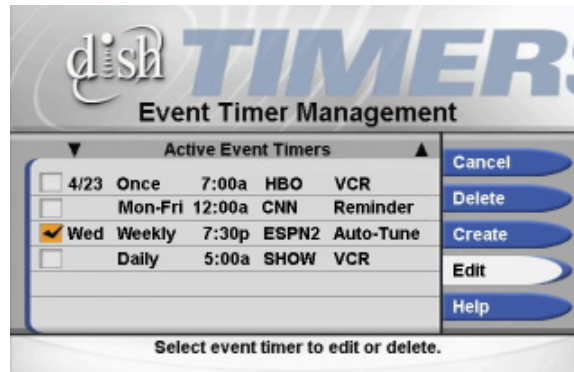 dish TIMERS
Event Timer Management
Active Event Timers
4/23 Once 7:00a HBO VCR
Mon-Fri 12:00a CNN Reminder
Wed Weekly 7:30p ESPN2 Auto-Tune
Daily 5:00a SHOW VCR
Cancel
Delete
Create
Edit
Help
Select event timer to edit or delete.